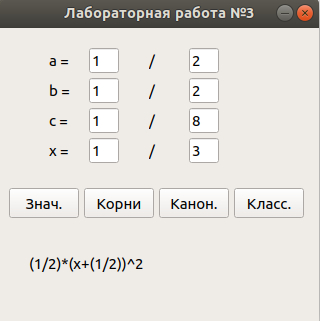 Лабораторная работа №3
a = 1 / 2
b = 1 / 2
c = 1 / 8
x = 1 / 3
Знач. Корни Канон. Класс.
(1/2)*(x+(1/2))^2